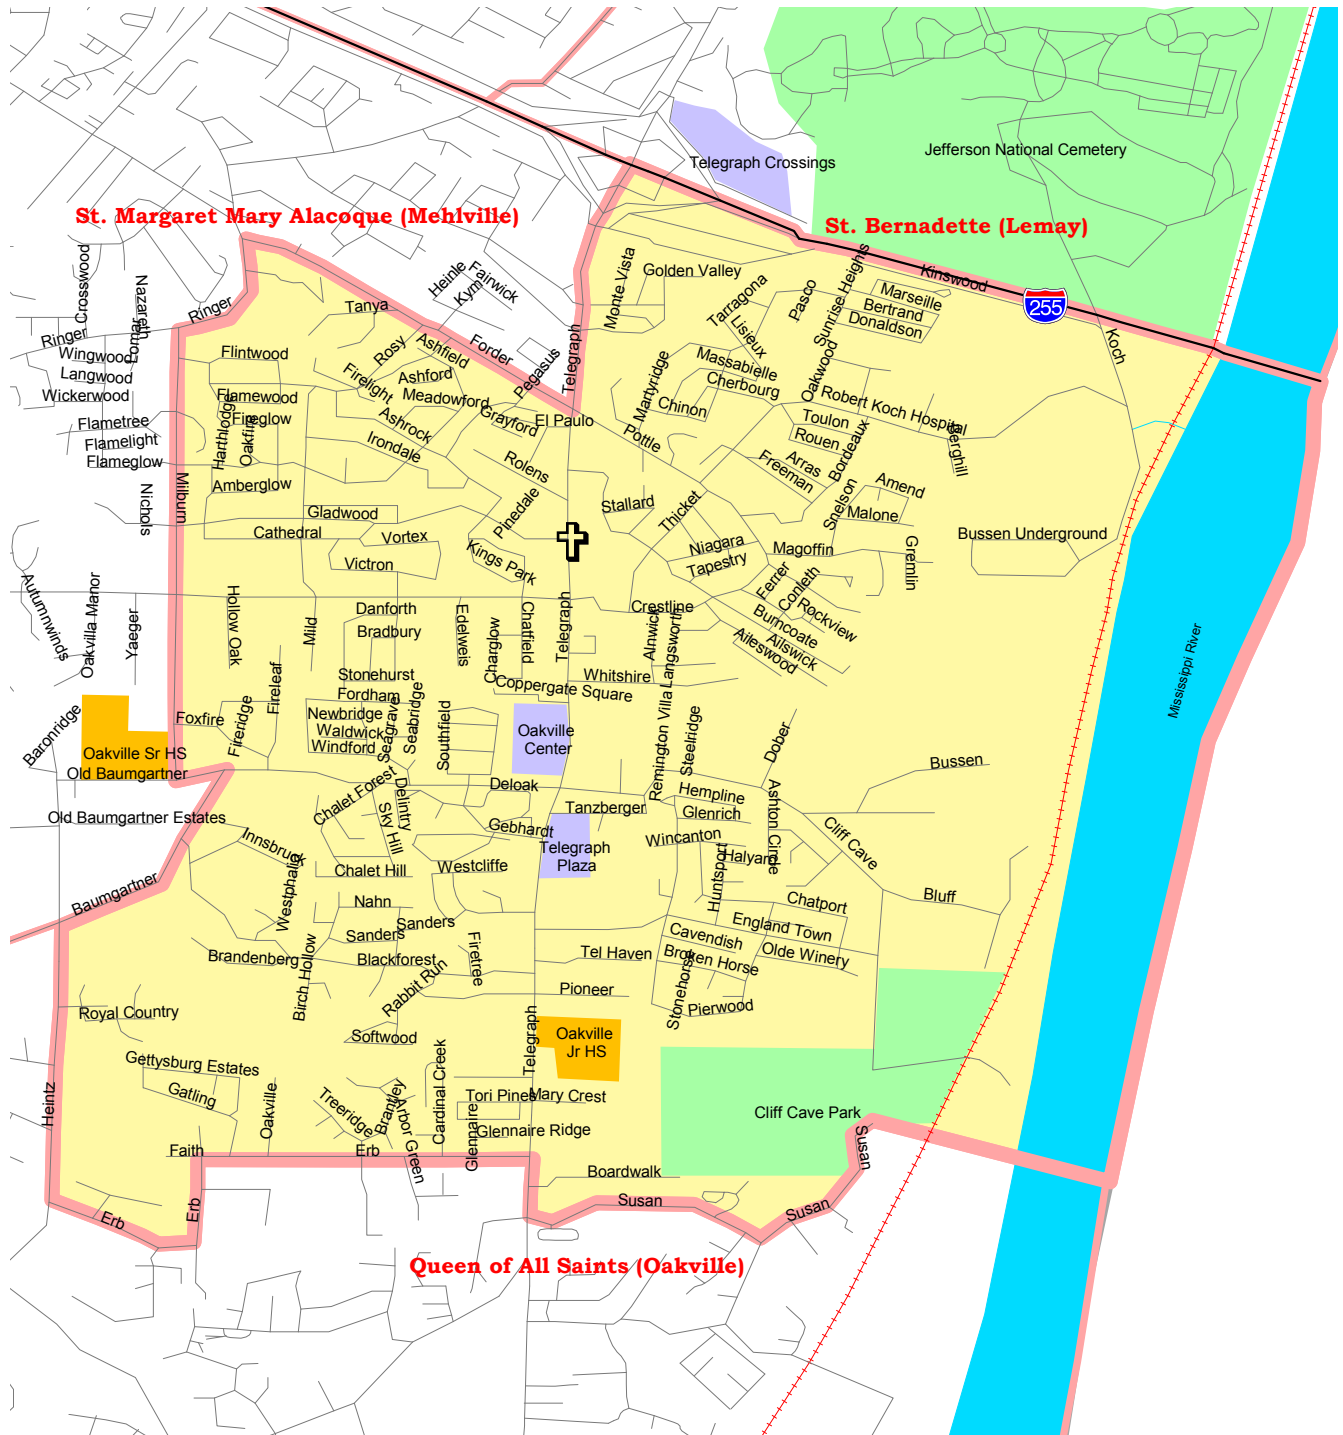 Jefferson National Cemetery
Telegraph Crossings
St. Margaret Mary Alacoque (Mehlville)
St. Bernadette (Lemay)
Crosswood
Nazareth
Lomar
Ringer
Ringer
Wingwood
Langwood
Wickerwood
Flametree
Flamelight
Flameglow
Nichols
Milburn
Heinle
Kym
Fairwick
Tanya
Rosy
Ashfield
Forder
Pegasus
Telegraph
Flintwood
Firelight
Ashford
Meadowford
Grayford
El Paulo
Flamewood
Fireglow
Harthlodge
Oakfire
Ashrock
Irondale
Rolens
Amberglow
Pinedale
Gladwood
Cathedral
Vortex
Victron
Kings Park
Monte Vista
Golden Valley
Tarragona
Lisieux
Pasco
Sunrise Heights
Kinswood
Marseille
Bertrand
Donaldson
255
Koch
Massabielle
Cherbourg
Oakwood
Martyridge
Chinon
Pottle
Robert Koch Hospital
Toulon
Rouen
Bordeaux
Berghill
Arras
Freeman
Stallard
Thicket
Snelson
Amend
Malone
Niagara
Tapestry
Magoffin
Gremlin
Bussen Underground
Ferrer
Conleth
Rockview
Crestline
Burncoate
Ailswick
Aileswood
Autumnwinds
Oakvilla Manor
Yaeger
Hollow Oak
Mild
Danforth
Bradbury
Edelweis
Chatfield
Charglow
Telegraph
Alnwick
Langsworth
Whitshire
Mississippi River
Stonehurst
Fordham
Coppergate Square
Fireleaf
Fireridge
Foxfire
Newbridge
Waldwick
Windford
Seagravel
Seabridge
Southfield
Oakville
Center
Remington Villa
Steelridge
Dober
Bussen
Baronridge
Oakville Sr HS
Old Baumgartner
Old Baumgartner Estates
Chalet Forest
Delintry
Sky Hill
Deloak
Gebhardt
Tanzberger
Hempline
Glenrich
Ashton Circle
Cliff Cave
Innsbruck
Chalet Hill
Westcliffe
Telegraph
Plaza
Wincanton
Halyard
Huntsport
Bluff
Baumgartner
Westphalia
Nahn
Sanders
Sanders
Chatport
England Town
Cavendish
Olde Winery
Broken Horse
Brandenberg
Birch Hollow
Blackforest
Firetree
Tel Haven
Rabbit Run
Pioneer
Stonehorse
Pierwood
Royal Country
Softwood
Telegraph
Oakville
Jr HS
Gettysburg Estates
Gatling
Heintz
Oakville
Treeridge
Brantley
Arbor Green
Cardinal Creek
Tori Pines
Mary Crest
Glennaire
Glennaire Ridge
Cliff Cave Park
Susan
Faith
Erb
Boardwalk
Erb
Erb
Susan
Susan
Queen of All Saints (Oakville)